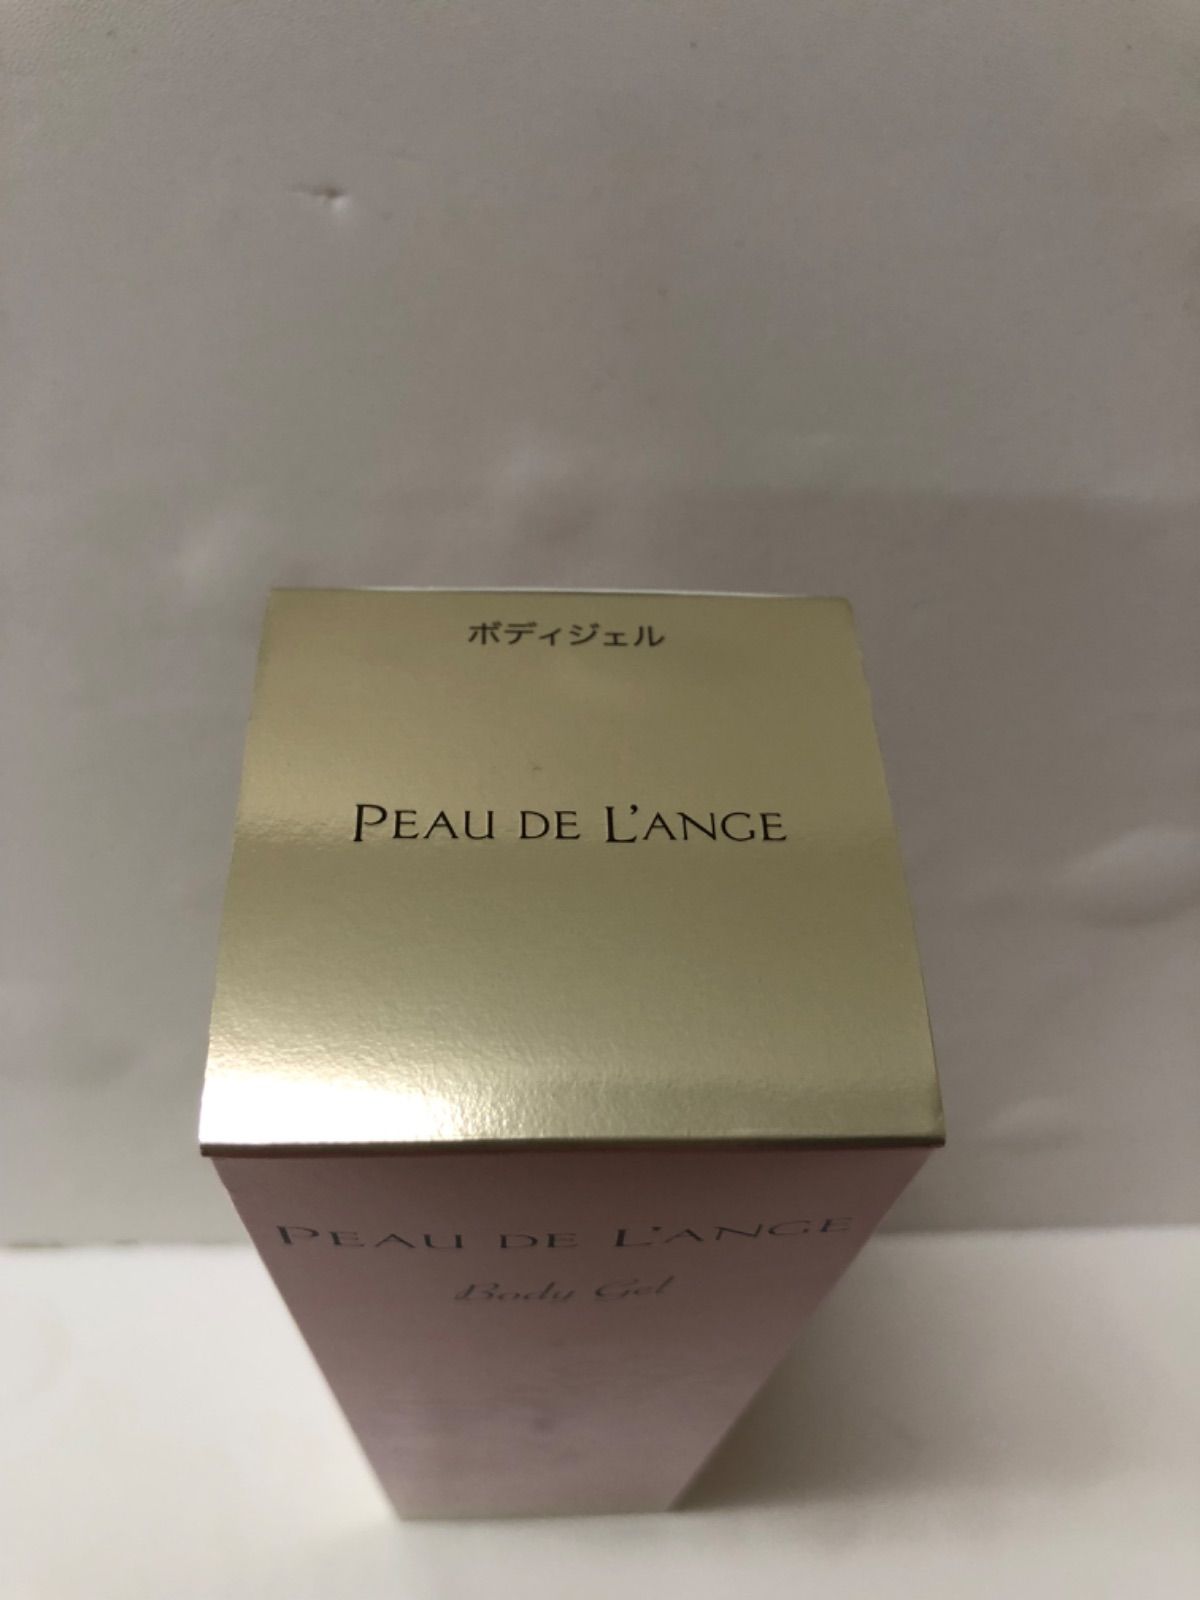 ボディジェル
PEAU DE L'ANGE
PEAU DE L'ANGE
Body Gel